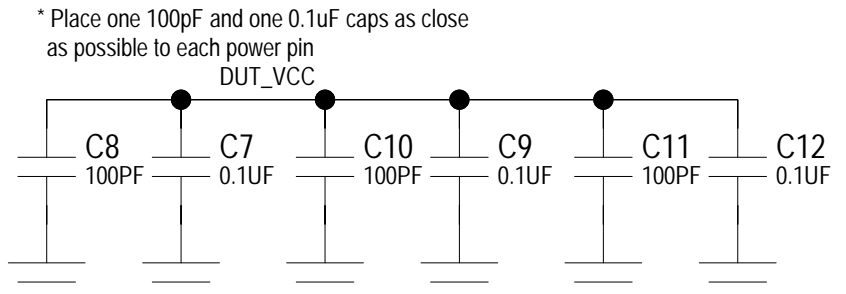 * Place one 100pF and one 0.1uF caps as close
as possible to each power pin
DUT_VCC
C8
100PF
C7
0.1UF
C10
100PF
C9
0.1UF
C11
100PF
C12
0.1UF